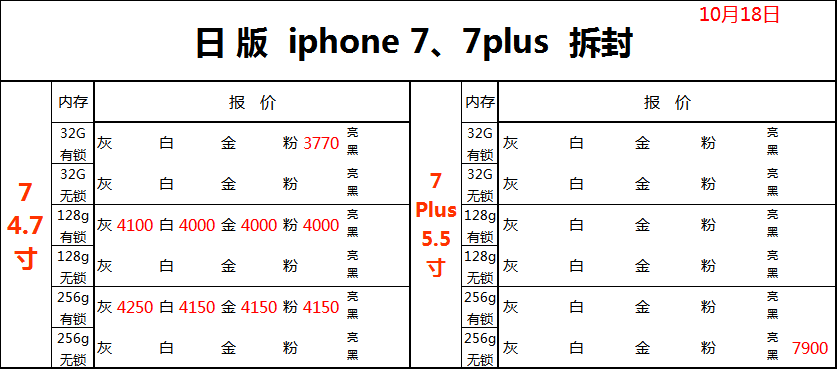 10月18日
日 版 iphone 7、7plus 拆封
7
4.7
寸
内存 报 价
32G
有锁 灰 白 金 粉 3770 亮
黑
32G
无锁 灰 白 金 粉 亮
黑
128g
有锁 灰 4100 白 4000 金 4000 粉 4000 亮
黑
128g
无锁 灰 白 金 粉 亮
黑
256g
有锁 灰 4250 白 4150 金 4150 粉 4150 亮
黑
256g
无锁 灰 白 金 粉 亮
黑
7
Plus
5.5
寸
内存 报 价
32G
有锁 灰 白 金 粉 亮
黑
32G
无锁 灰 白 金 粉 亮
黑
128g
有锁 灰 白 金 粉 亮
黑
128g
无锁 灰 白 金 粉 亮
黑
256g
有锁 灰 白 金 粉 亮
黑
256g
无锁 灰 白 金 粉 亮
黑 7900